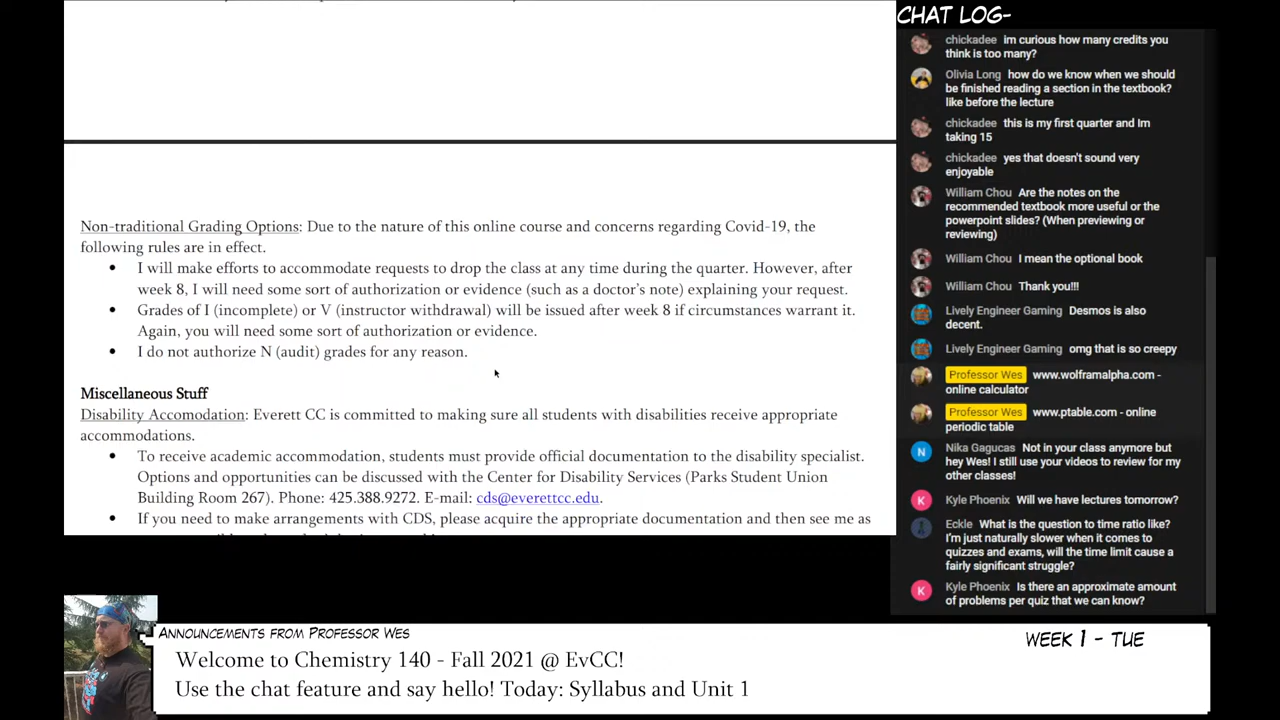 Non-traditional Grading Options: Due to the nature of this online course and concerns regarding Covid-19, the
following rules are in effect.
• I will make efforts to accommodate requests to drop the class at any time during the quarter. However, after
week 8, I will need some sort of authorization or evidence (such as a doctor's note) explaining your request.
• Grades of I (incomplete) or V (instructor withdrawal) will be issued after week 8 if circumstances warrant it.
Again, you will need some sort of authorization or evidence.
• I do not authorize N (audit) grades for any reason.
Miscellaneous Stuff
Disability Accomodation: Everett CC is committed to making sure all students with disabilities receive appropriate
accommodations.
• To receive academic accommodation, students must provide official documentation to the disability specialist.
Options and opportunities can be discussed with the Center for Disability Services (Parks Student Union
Building Room 267). Phone: 425.388.9272. E-mail: cds@everettcc.edu.
• If you need to make arrangements with CDS, please acquire the appropriate documentation and then see me as
CHAT LOG-
chickadee im curious how many credits you
think is too many?
Olivia Long how do we know when we should
be finished reading a section in the textbook?
like before the lecture
chickadee this is my first quarter and Im
taking 15
chickadee yes that doesn't sound very
enjoyable
William Chou Are the notes on the
recommended textbook more useful or the
powerpoint slides? (When previewing or
reviewing)
William Chou I mean the optional book
William Chou Thank you!!!
Lively Engineer Gaming Desmos is also
decent.
Lively Engineer Gaming omg that is so creepy
Professor Wes www.wolframalpha.com -
online calculator
Professor Wes www.ptable.com - online
periodic table
N
Nika Gagucas Not in your class anymore but
hey Wes! I still use your videos to review for my
other classes!
K
Kyle Phoenix Will we have lectures tomorrow?
Eckle What is the question to time ratio like?
I'm just naturally slower when it comes to
quizzes and exams, will the time limit cause a
fairly significant struggle?
K
Kyle Phoenix Is there an approximate amount
of problems per quiz that we can know?
Announcements from Professor Wes
Week 1 - Tue
Welcome to Chemistry 140 - Fall 2021 @ EvCC!
Use the chat feature and say hello! Today: Syllabus and Unit 1